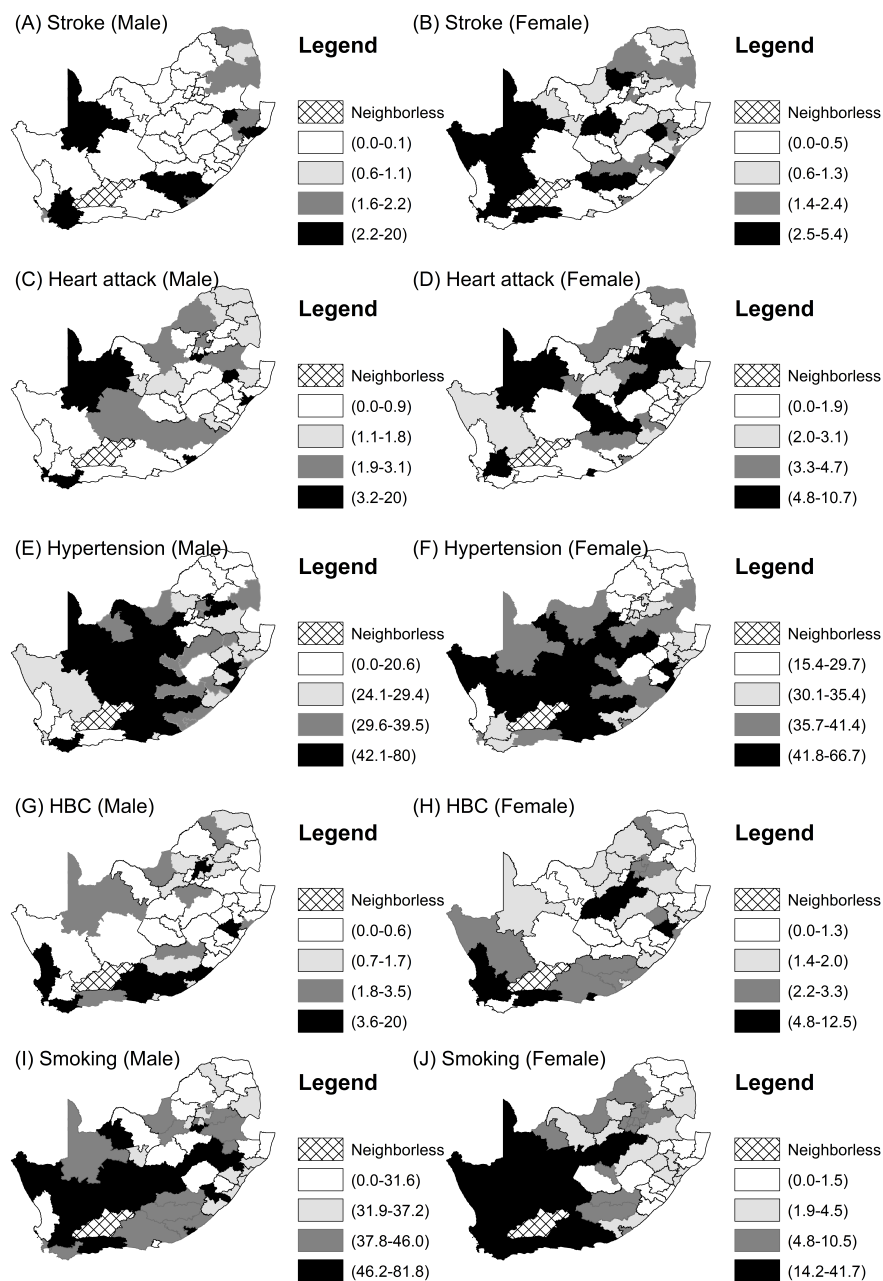 (A) Stroke (Male)
Legend
Neighborless
(0.0-0.1)
(0.6-1.1)
(1.6-2.2)
(2.2-20)
(B) Stroke (Female)
Legend
Neighborless
(0.0-0.5)
(0.6-1.3)
(1.4-2.4)
(2.5-5.4)
(C) Heart attack (Male)
Legend
Neighborless
(0.0-0.9)
(1.1-1.8)
(1.9-3.1)
(3.2-20)
(D) Heart attack (Female)
Legend
Neighborless
(0.0-1.9)
(2.0-3.1)
(3.3-4.7)
(4.8-10.7)
(E) Hypertension (Male)
Legend
Neighborless
(0.0-20.6)
(24.1-29.4)
(29.6-39.5)
(42.1-80)
(F) Hypertension (Female)
Legend
Neighborless
(15.4-29.7)
(30.1-35.4)
(35.7-41.4)
(41.8-66.7)
(G) HBC (Male)
Legend
Neighborless
(0.0-0.6)
(0.7-1.7)
(1.8-3.5)
(3.6-20)
(H) HBC (Female)
Legend
Neighborless
(0.0-1.3)
(1.4-2.0)
(2.2-3.3)
(4.8-12.5)
(I) Smoking (Male)
Legend
Neighborless
(0.0-31.6)
(31.9-37.2)
(37.8-46.0)
(46.2-81.8)
(J) Smoking (Female)
Legend
Neighborless
(0.0-1.5)
(1.9-4.5)
(4.8-10.5)
(14.2-41.7)